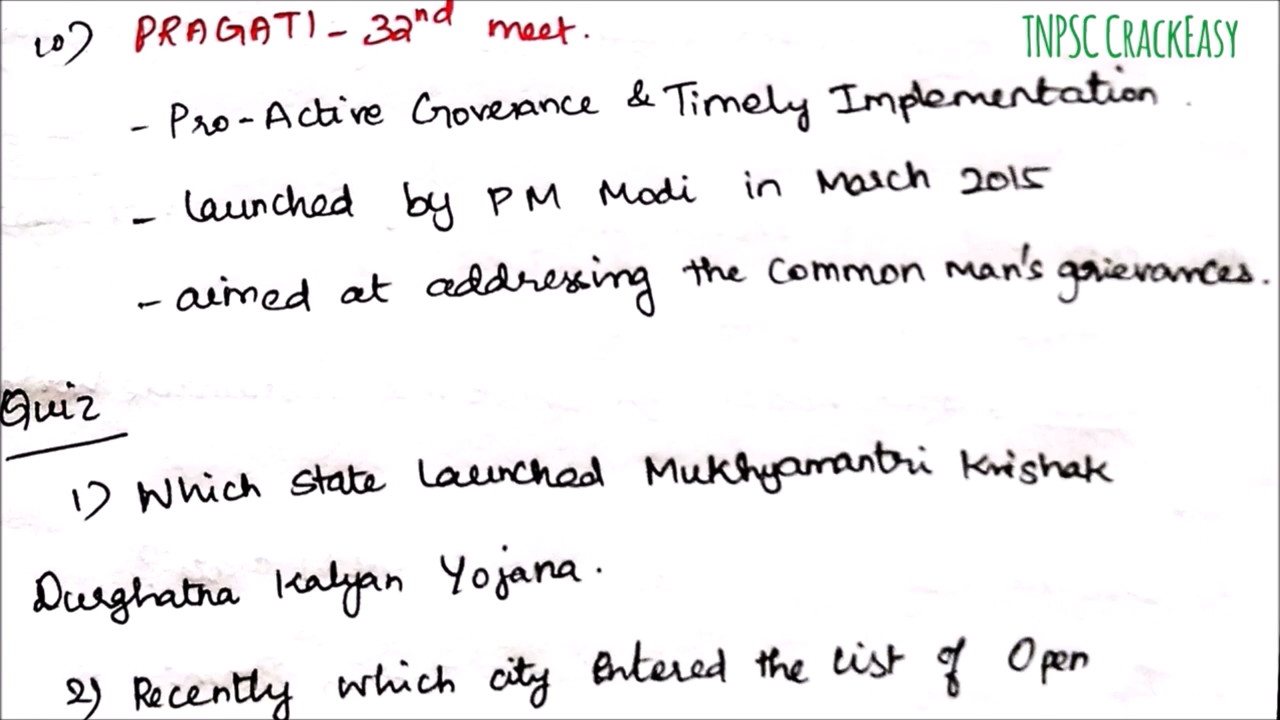 10) PRAGATI - 32nd meet.
TNPSC CRACKEASY
- Pro-Active Goverance & Timely Implementation.
- launched by PM Modi in March 2015
- aimed at addressing the common man's grievances.
Quiz
1) Which state launched Mukhyamantri Krishak
Durghatna Kalyan Yojana.
2) Recently which city entered the list of Open